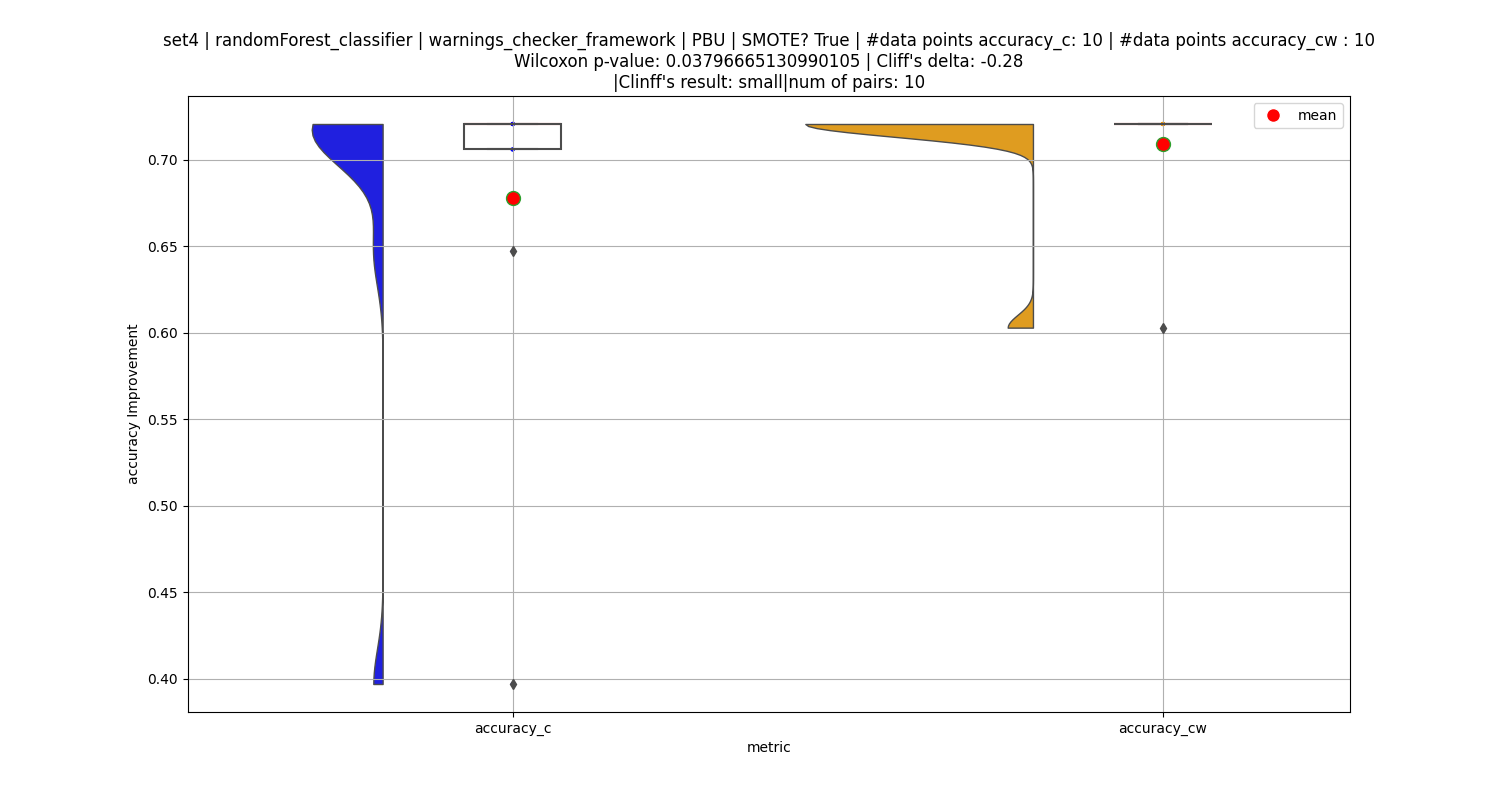 set4 | randomForest_classifier | warnings_checker_framework | PBU | SMOTE? True | #data points accuracy_c: 10 | #data points accuracy_cw : 10
Wilcoxon p-value: 0.03796665130990105 | Cliff's delta: -0.28
|Clinff's result: small|num of pairs: 10
mean
0.70
0.65
0.60
0.55
0.50
0.45
0.40
accuracy Improvement
accuracy_c
accuracy_cw
metric